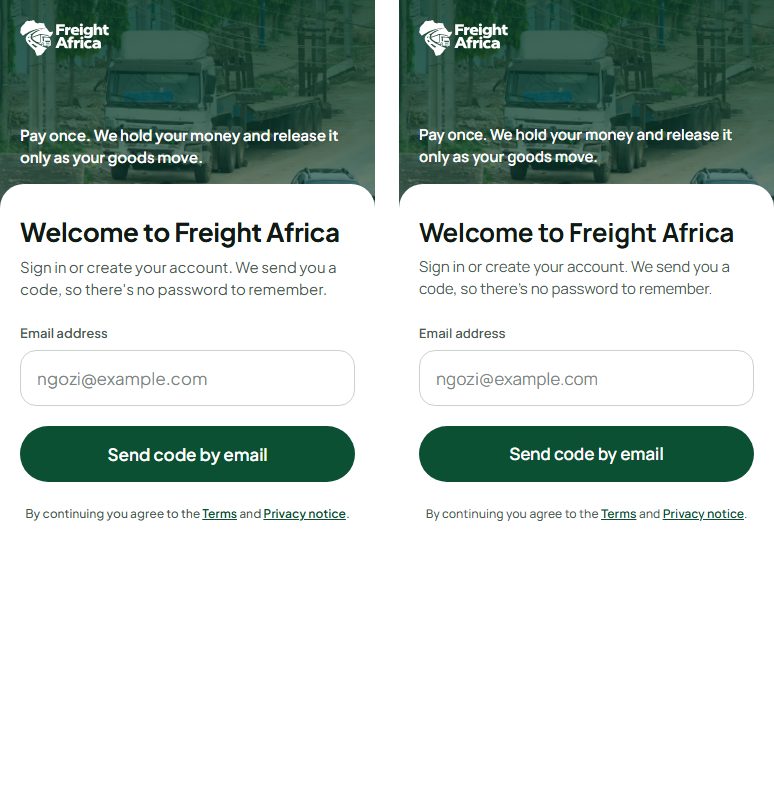 Freight
Africa
Pay once. We hold your money and release it
only as your goods move.
Welcome to Freight Africa
Sign in or create your account. We send you a
code, so there's no password to remember.
Email address
ngozi@example.com
Send code by email
By continuing you agree to the Terms and Privacy notice.
Freight
Africa
Pay once. We hold your money and release it
only as your goods move.
Welcome to Freight Africa
Sign in or create your account. We send you a
code, so there's no password to remember.
Email address
ngozi@example.com
Send code by email
By continuing you agree to the Terms and Privacy notice.